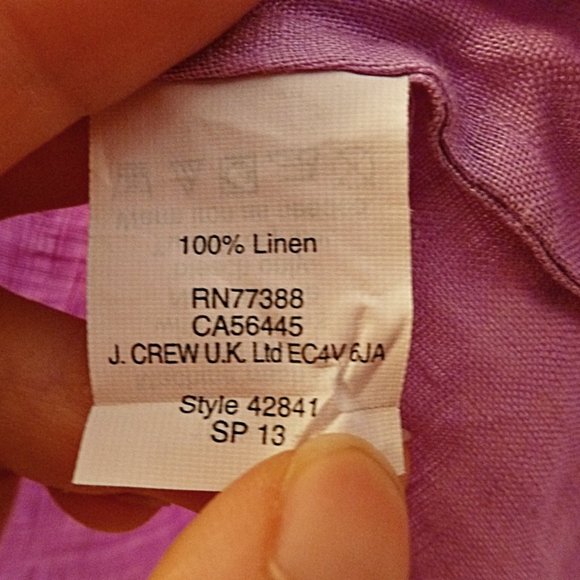 100% Linen
RN77388
CA56445
J. CREW U.K. Ltd EC4V 6JA
Style 42841
SP 13